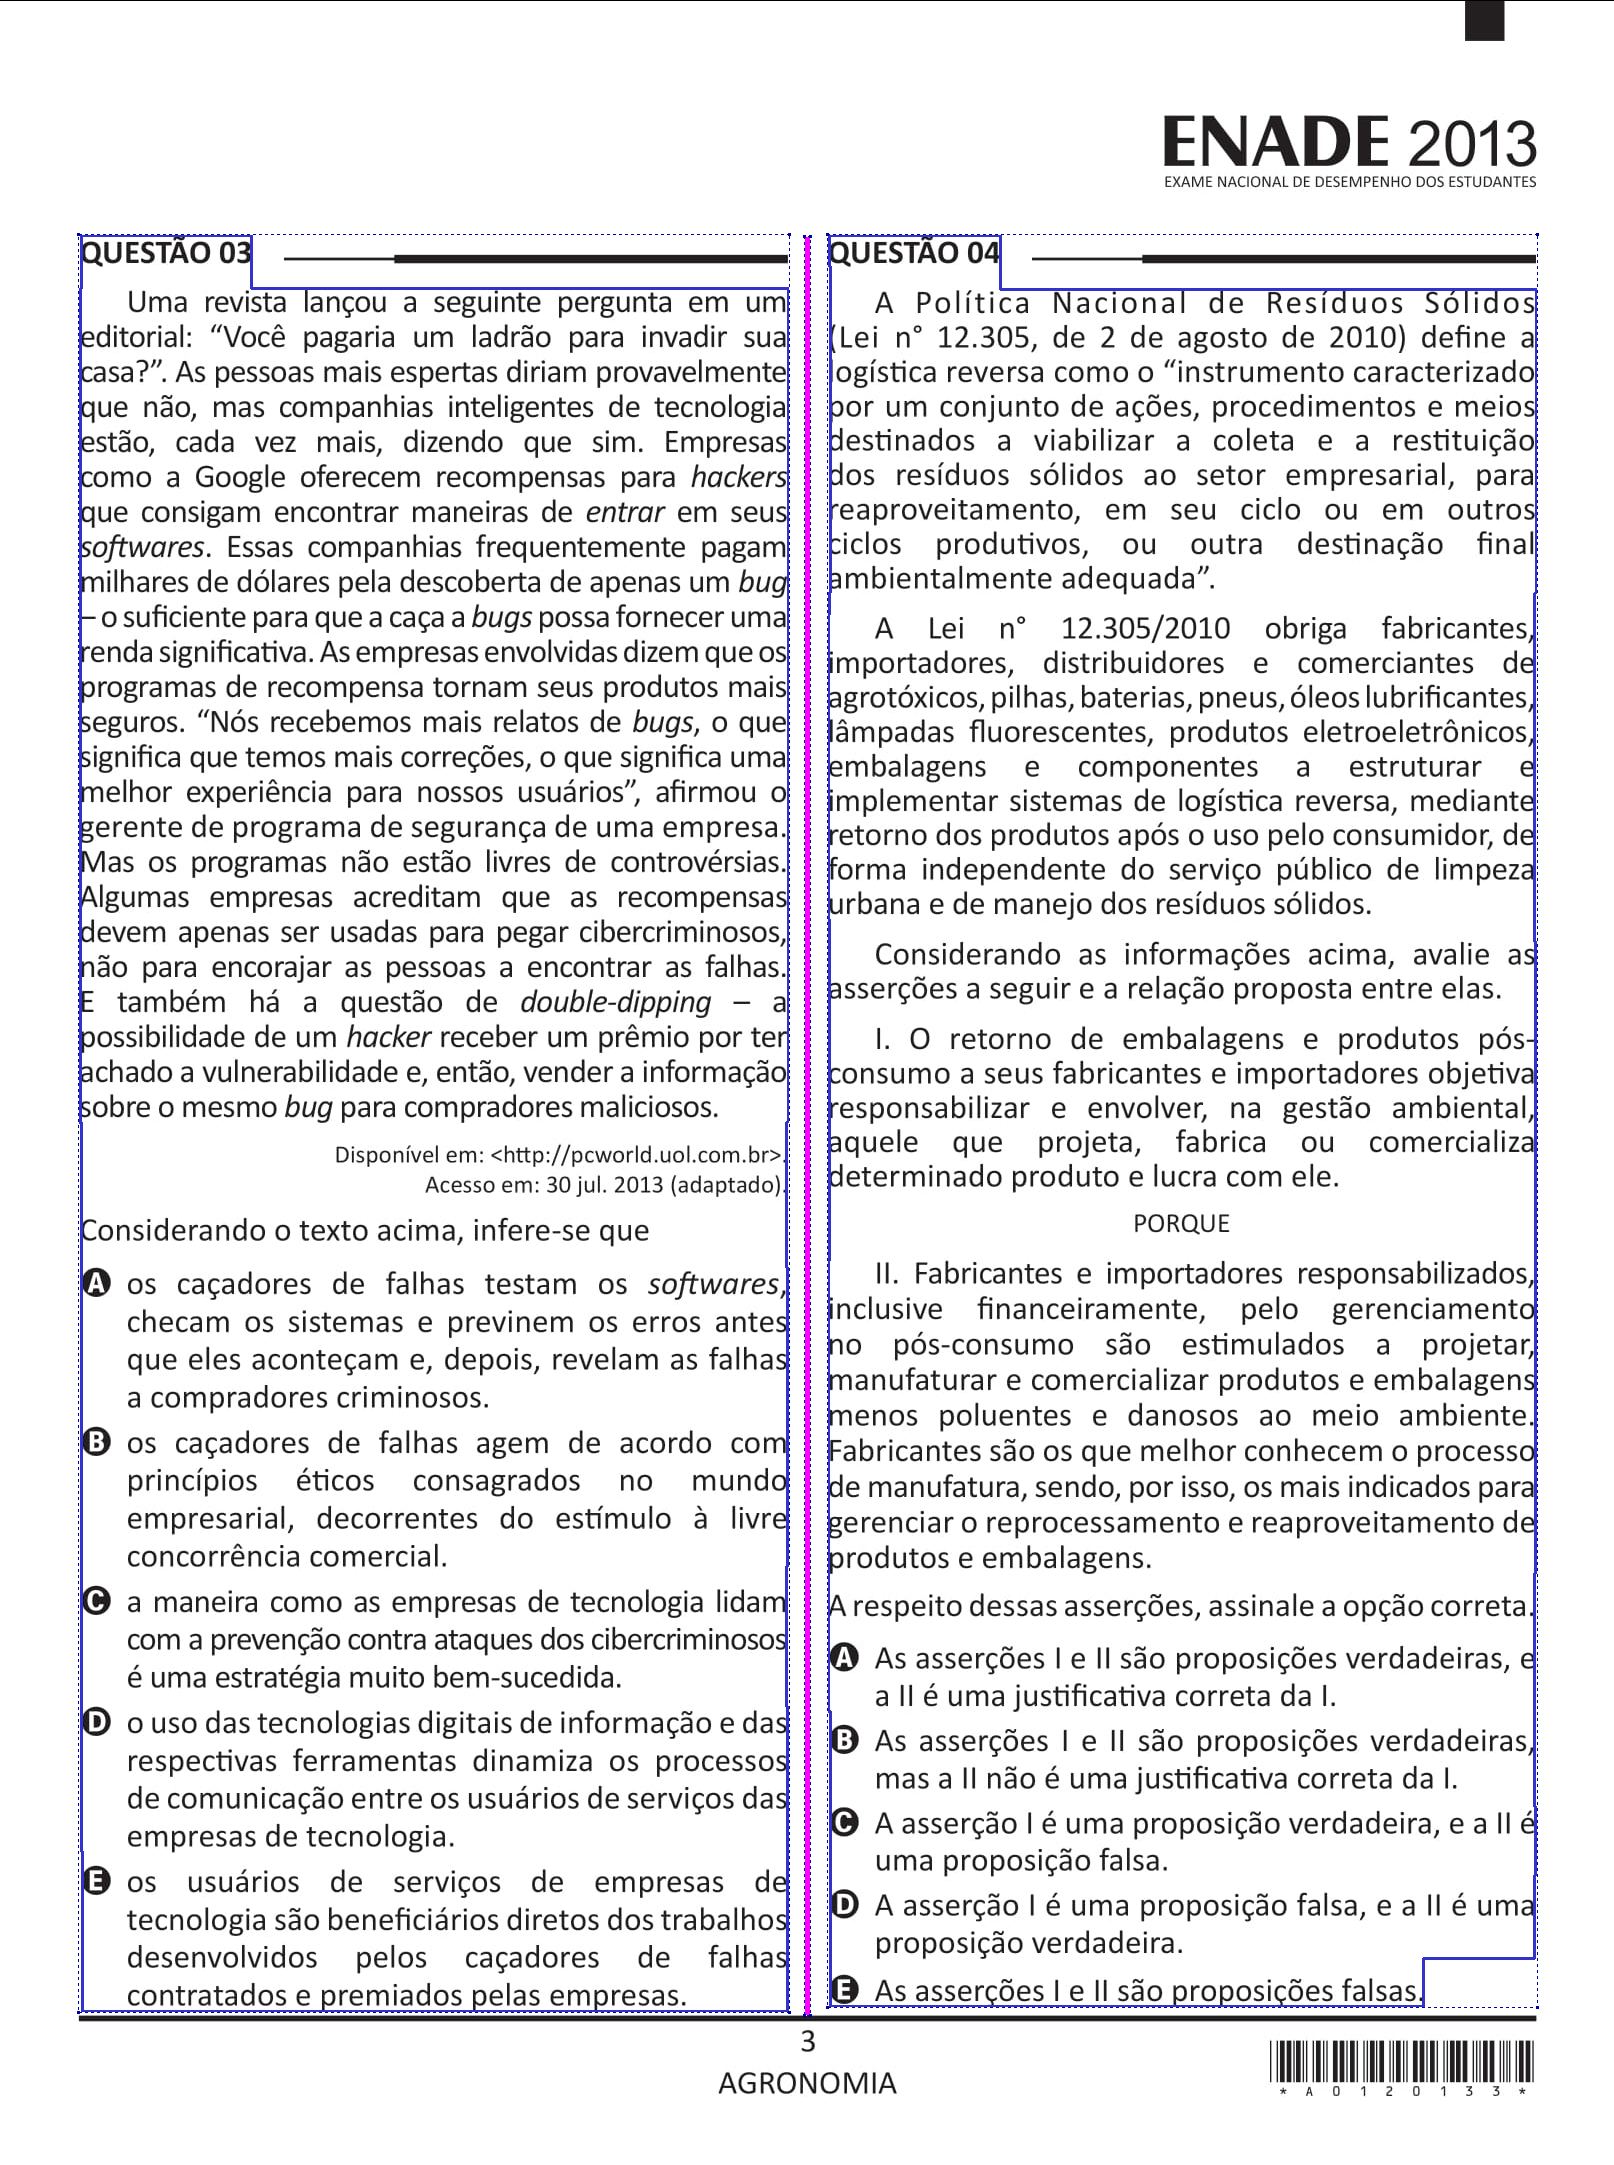 ENADE 2013
EXAME NACIONAL DE DESEMPENHO DOS ESTUDANTES
QUESTÃO 03
Uma revista lançou a seguinte pergunta em um
editorial: “Você pagaria um ladrão para invadir sua
casa?”. As pessoas mais espertas diriam provavelmente
que não, mas companhias inteligentes de tecnologia
estão, cada vez mais, dizendo que sim. Empresas
como a Google oferecem recompensas para hackers
que consigam encontrar maneiras de entrar em seus
softwares. Essas companhias frequentemente pagam
milhares de dólares pela descoberta de apenas um bug
– o suficiente para que a caça a bugs possa fornecer uma
renda significativa. As empresas envolvidas dizem que os
programas de recompensa tornam seus produtos mais
seguros. “Nós recebemos mais relatos de bugs, o que
significa que temos mais correções, o que significa uma
melhor experiência para nossos usuários”, afirmou o
gerente de programa de segurança de uma empresa.
Mas os programas não estão livres de controvérsias.
Algumas empresas acreditam que as recompensas
devem apenas ser usadas para pegar cibercriminosos,
não para encorajar as pessoas a encontrar as falhas.
E também há a questão de double-dipping – a
possibilidade de um hacker receber um prêmio por ter
achado a vulnerabilidade e, então, vender a informação
sobre o mesmo bug para compradores maliciosos.
Disponível em: <http://pcworld.uol.com.br>.
Acesso em: 30 jul. 2013 (adaptado).
Considerando o texto acima, infere-se que
A os caçadores de falhas testam os softwares,
checam os sistemas e previnem os erros antes
que eles aconteçam e, depois, revelam as falhas
a compradores criminosos.
B os caçadores de falhas agem de acordo com
princípios éticos consagrados no mundo
empresarial, decorrentes do estímulo à livre
concorrência comercial.
C a maneira como as empresas de tecnologia lidam
com a prevenção contra ataques dos cibercriminosos
é uma estratégia muito bem-sucedida.
D o uso das tecnologias digitais de informação e das
respectivas ferramentas dinamiza os processos
de comunicação entre os usuários de serviços das
empresas de tecnologia.
E os usuários de serviços de empresas de
tecnologia são beneficiários diretos dos trabalhos
desenvolvidos pelos caçadores de falhas
contratados e premiados pelas empresas.
QUESTÃO 04
A Política Nacional de Resíduos Sólidos
(Lei n° 12.305, de 2 de agosto de 2010) define a
logística reversa como o “instrumento caracterizado
por um conjunto de ações, procedimentos e meios
destinados a viabilizar a coleta e a restituição
dos resíduos sólidos ao setor empresarial, para
reaproveitamento, em seu ciclo ou em outros
ciclos produtivos, ou outra destinação final
ambientalmente adequada”.
A Lei n° 12.305/2010 obriga fabricantes,
importadores, distribuidores e comerciantes de
agrotóxicos, pilhas, baterias, pneus, óleos lubrificantes,
lâmpadas fluorescentes, produtos eletroeletrônicos,
embalagens e componentes a estruturar e
implementar sistemas de logística reversa, mediante
retorno dos produtos após o uso pelo consumidor, de
forma independente do serviço público de limpeza
urbana e de manejo dos resíduos sólidos.
Considerando as informações acima, avalie as
asserções a seguir e a relação proposta entre elas.
I. O retorno de embalagens e produtos pós-
consumo a seus fabricantes e importadores objetiva
responsabilizar e envolver, na gestão ambiental,
aquele que projeta, fabrica ou comercializa
determinado produto e lucra com ele.
PORQUE
II. Fabricantes e importadores responsabilizados,
inclusive financeiramente, pelo gerenciamento
no pós-consumo são estimulados a projetar,
manufaturar e comercializar produtos e embalagens
menos poluentes e danosos ao meio ambiente.
Fabricantes são os que melhor conhecem o processo
de manufatura, sendo, por isso, os mais indicados para
gerenciar o reprocessamento e reaproveitamento de
produtos e embalagens.
A respeito dessas asserções, assinale a opção correta.
A As asserções I e II são proposições verdadeiras, e
a II é uma justificativa correta da I.
B As asserções I e II são proposições verdadeiras,
mas a II não é uma justificativa correta da I.
C A asserção I é uma proposição verdadeira, e a II é
uma proposição falsa.
D A asserção I é uma proposição falsa, e a II é uma
proposição verdadeira.
E As asserções I e II são proposições falsas.
3
AGRONOMIA
*A0120133*